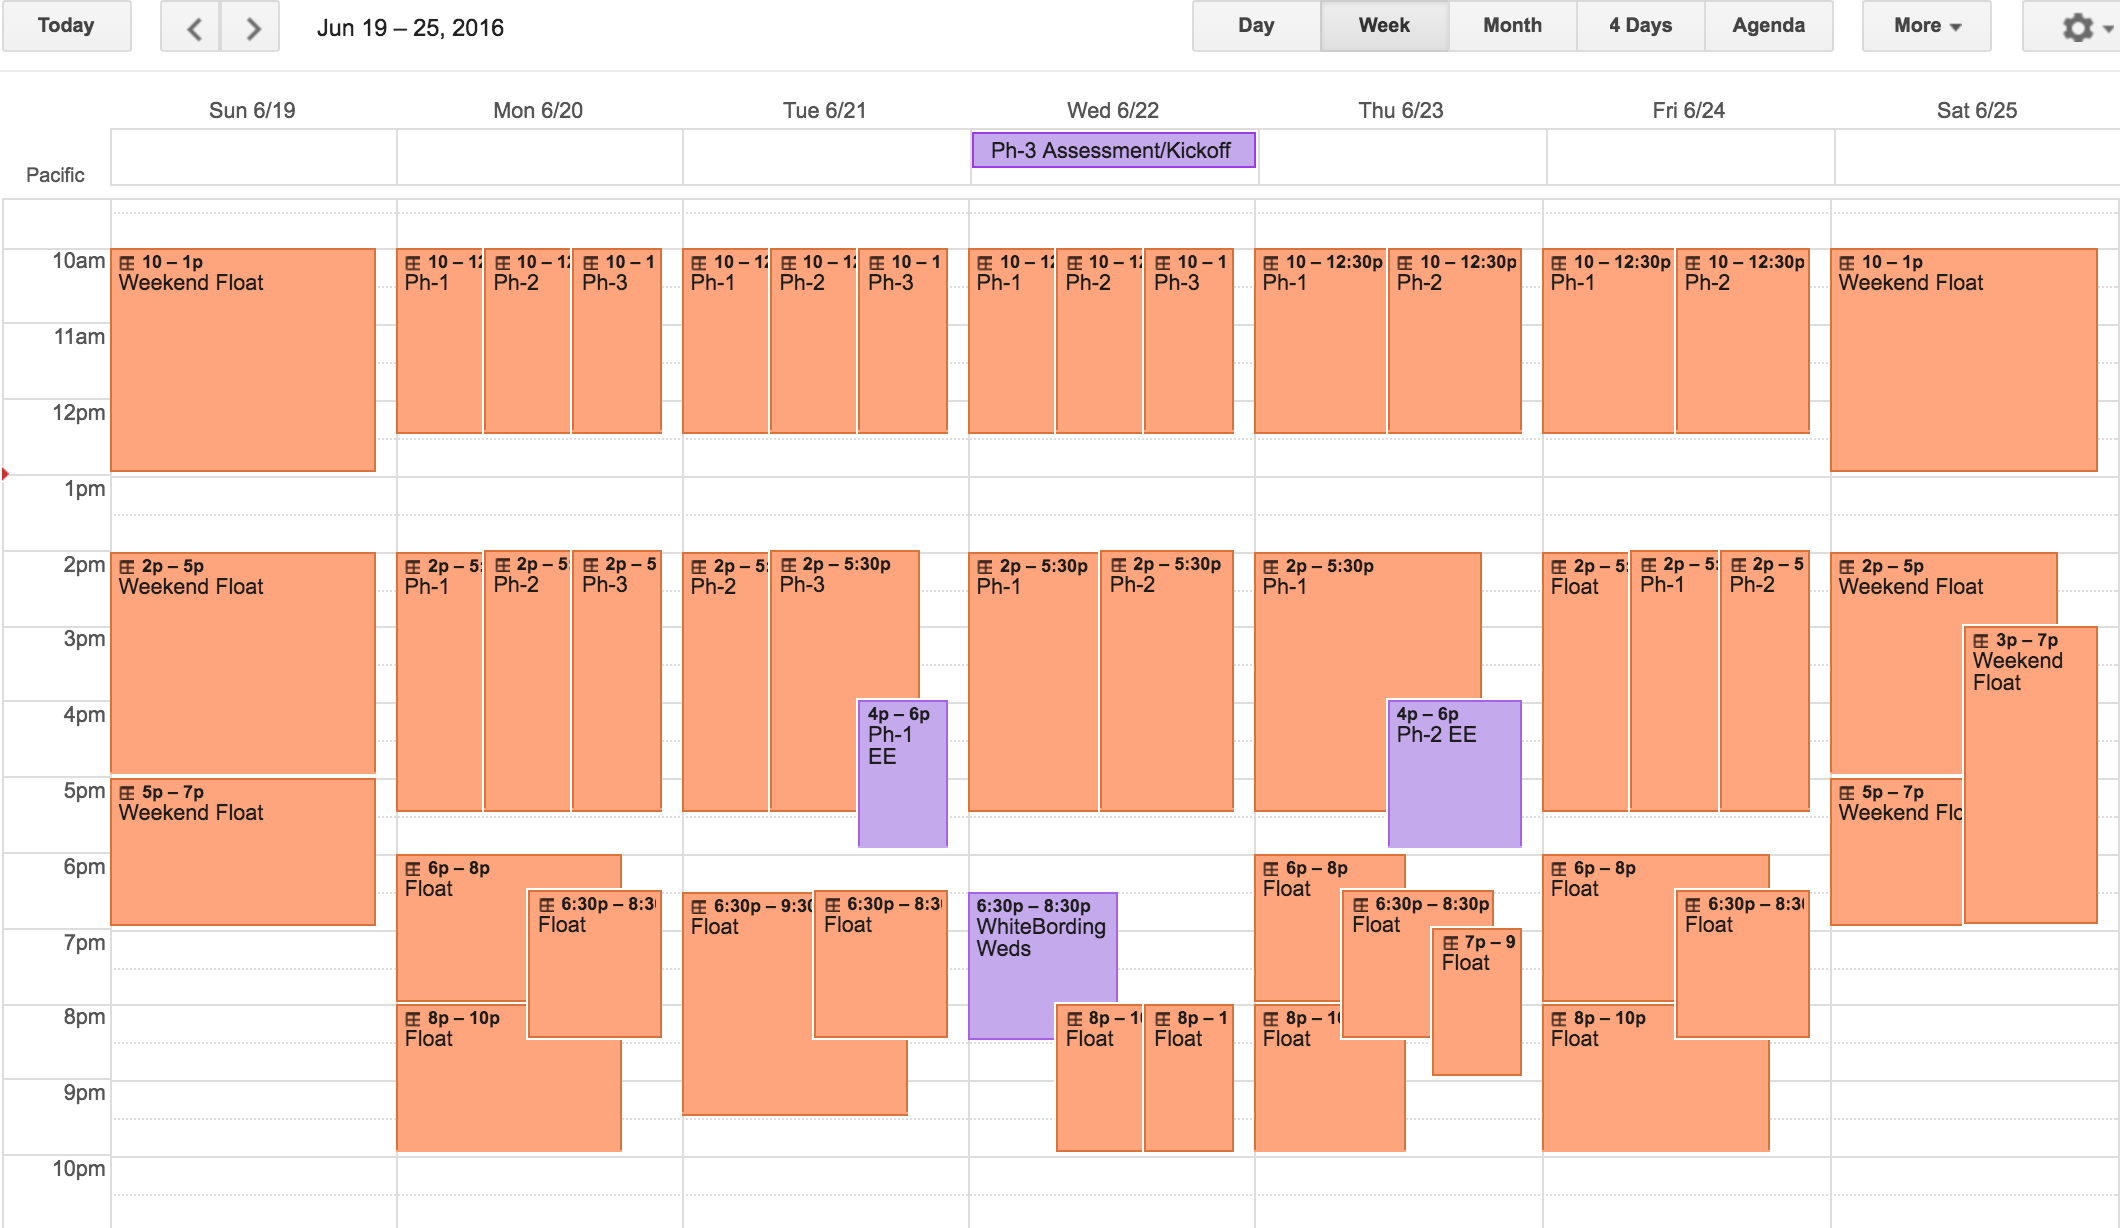 Today
Jun 19 – 25, 2016
Day
Week
Month
4 Days
Agenda
More
Sun 6/19
Mon 6/20
Tue 6/21
Wed 6/22
Thu 6/23
Fri 6/24
Sat 6/25
Pacific
Ph-3 Assessment/Kickoff
10am
11am
12pm
1pm
2pm
3pm
4pm
5pm
6pm
7pm
8pm
9pm
10pm
10 – 1p
Weekend Float
2p – 5p
Weekend Float
5p – 7p
Weekend Float
10 – 12
Ph-1
10 – 12
Ph-2
10 – 1
Ph-3
2p – 5:
Ph-1
2p – 5
Ph-2
2p – 5
Ph-3
6p – 8p
Float
6:30p – 8:30
Float
8p – 10p
Float
10 – 12
Ph-1
10 – 12
Ph-2
10 – 1
Ph-3
2p – 5:
Ph-2
2p – 5:30p
Ph-3
4p – 6p
Ph-1
EE
6:30p – 9:30
Float
6:30p – 8:3
Float
10 – 12
Ph-1
10 – 12
Ph-2
10 – 1
Ph-3
2p – 5:30p
Ph-1
2p – 5:30p
Ph-2
6:30p – 8:30p
WhiteBording
Weds
8p – 10
Float
8p – 1
Float
10 – 12:30p
Ph-1
10 – 12:30p
Ph-2
2p – 5:30p
Ph-1
4p – 6p
Ph-2 EE
6p – 8p
Float
6:30p – 8:30p
Float
7p – 9
Float
8p – 10
Float
10 – 12:30p
Ph-1
10 – 12:30p
Ph-2
2p – 5:
Float
2p – 5:
Ph-1
2p – 5
Ph-2
6p – 8p
Float
6:30p – 8:30
Float
8p – 10p
Float
10 – 1p
Weekend Float
2p – 5p
Weekend Float
3p – 7p
Weekend
Float
5p – 7p
Weekend Flo